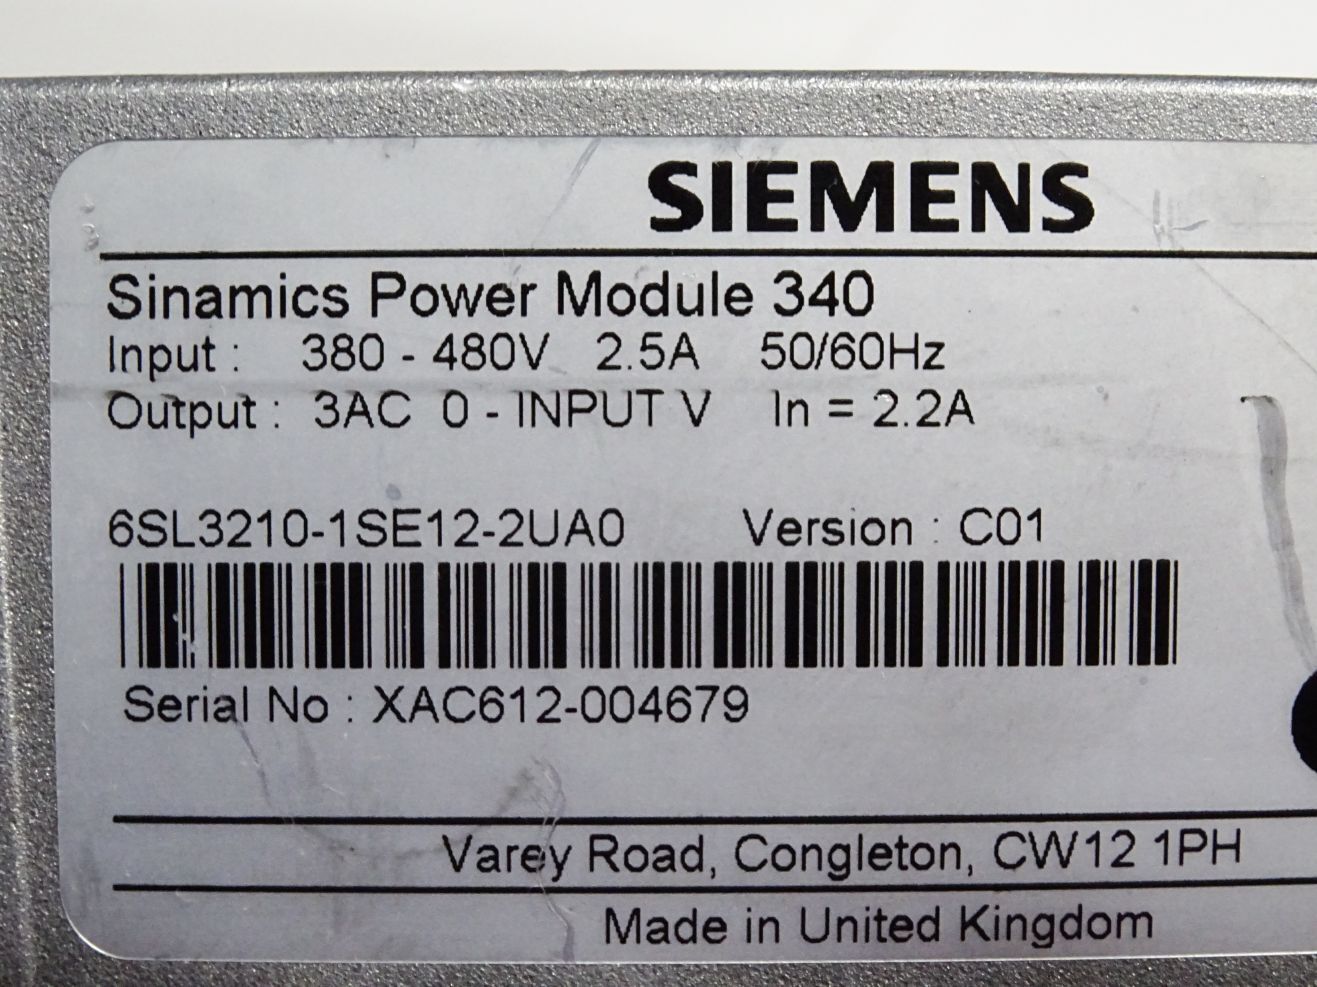 SIEMENS
Sinamics Power Module 340
Input : 380 - 480V 2.5A 50/60Hz
Output : 3AC 0 - INPUT V In = 2.2A
6SL3210-1SE12-2UA0 Version : C01
Serial No : XAC612-004679
Varey Road, Congleton, CW12 1PH
Made in United Kingdom